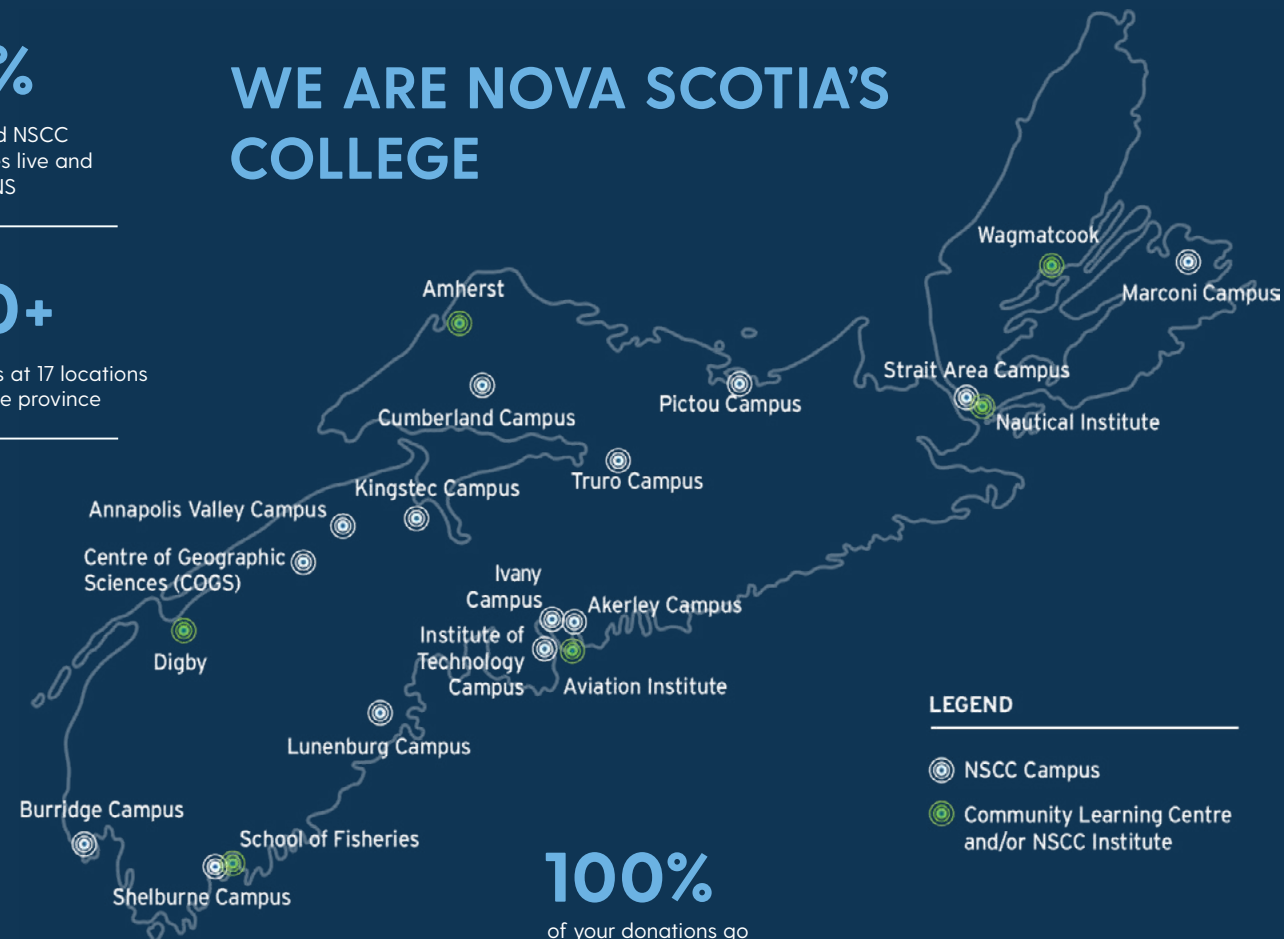 %
WE ARE NOVA SCOTIA’S
COLLEGE
NSCC
live and
0+
at 17 locations
province
Wagmatcook
Marconi Campus
Amherst
Strait Area Campus
Nautical Institute
Pictou Campus
Cumberland Campus
Truro Campus
Kingstec Campus
Annapolis Valley Campus
Centre of Geographic
Sciences (COGS)
Ivany
Campus
Akerley Campus
Institute of
Technology
Campus
Aviation Institute
Digby
Lunenburg Campus
Burridge Campus
School of Fisheries
Shelburne Campus
LEGEND
NSCC Campus
Community Learning Centre
and/or NSCC Institute
100%
of your donations go